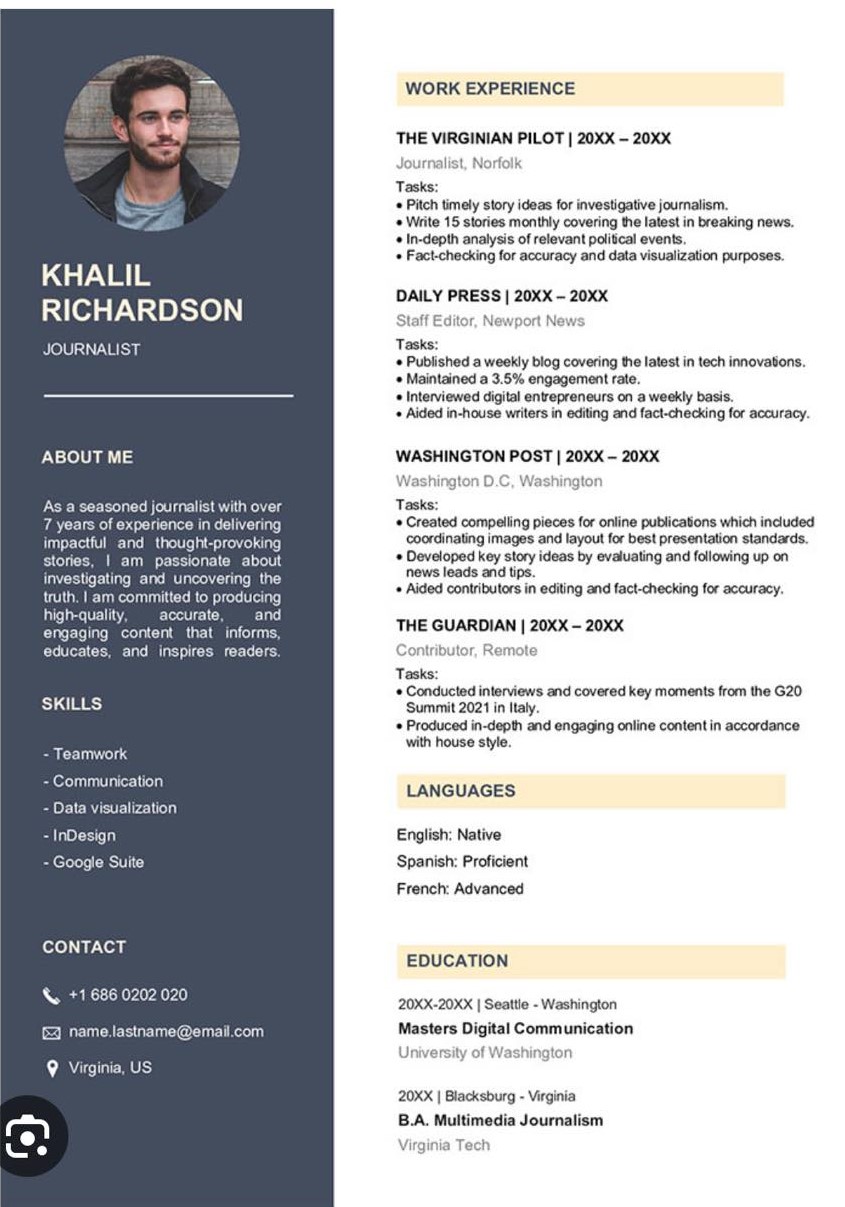 KHALIL
RICHARDSON
JOURNALIST
ABOUT ME
As a seasoned journalist with over
7 years of experience in delivering
impactful and thought-provoking
stories, I am passionate about
investigating and uncovering the
truth. I am committed to producing
high-quality, accurate, and
engaging content that informs,
educates, and inspires readers.
SKILLS
- Teamwork
- Communication
- Data visualization
- InDesign
- Google Suite
CONTACT
+1 686 0202 020
name.lastname@email.com
Virginia, US
WORK EXPERIENCE
THE VIRGINIAN PILOT | 20XX – 20XX
Journalist, Norfolk
Tasks:
• Pitch timely story ideas for investigative journalism.
• Write 15 stories monthly covering the latest in breaking news.
• In-depth analysis of relevant political events.
• Fact-checking for accuracy and data visualization purposes.
DAILY PRESS | 20XX – 20XX
Staff Editor, Newport News
Tasks:
• Published a weekly blog covering the latest in tech innovations.
• Maintained a 3.5% engagement rate.
• Interviewed digital entrepreneurs on a weekly basis.
• Aided in-house writers in editing and fact-checking for accuracy.
WASHINGTON POST | 20XX – 20XX
Washington D.C, Washington
Tasks:
• Created compelling pieces for online publications which included
coordinating images and layout for best presentation standards.
• Developed key story ideas by evaluating and following up on
news leads and tips.
• Aided contributors in editing and fact-checking for accuracy.
THE GUARDIAN | 20XX – 20XX
Contributor, Remote
Tasks:
• Conducted interviews and covered key moments from the G20
Summit 2021 in Italy.
• Produced in-depth and engaging online content in accordance
with house style.
LANGUAGES
English: Native
Spanish: Proficient
French: Advanced
EDUCATION
20XX-20XX | Seattle - Washington
Masters Digital Communication
University of Washington
20XX | Blacksburg - Virginia
B.A. Multimedia Journalism
Virginia Tech